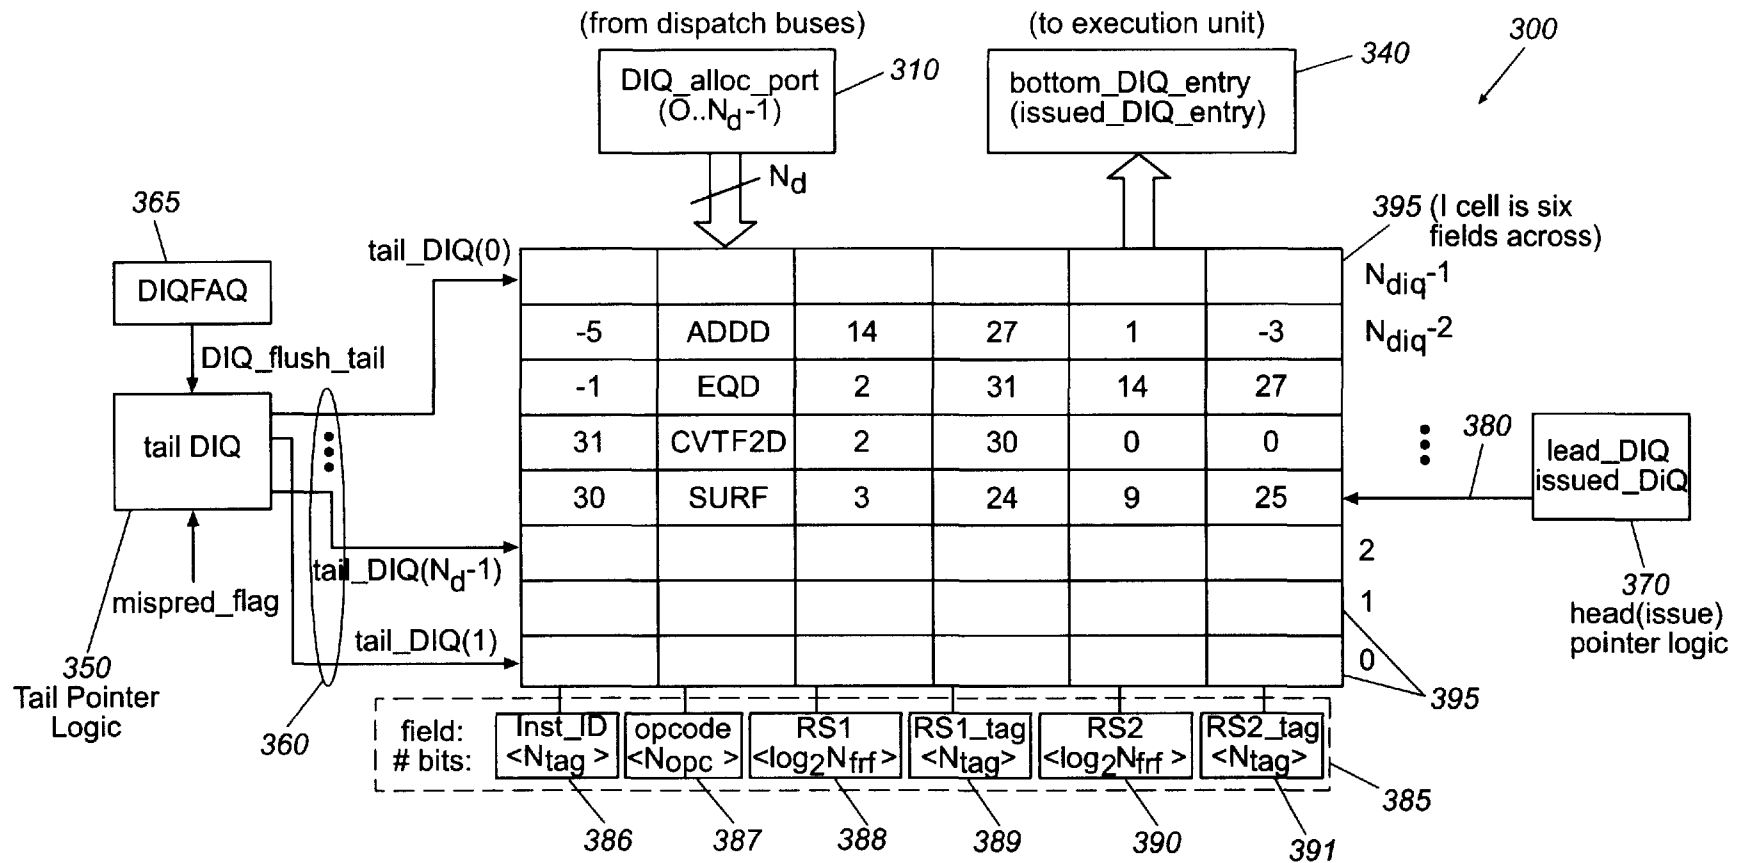 (from dispatch buses)
(to execution unit)
300
DIQ_alloc_port
(O..Nd-1)
310
bottom_DIQ_entry
(issued_DIQ_entry)
340
Nd
365
DIQFAQ
tail_DIQ(0)
395 (I cell is six
fields across)
Ndiq-1
DIQ_flush_tail
-5 ADDD 14 27 1 -3
Ndiq-2
-1 EQD 2 31 14 27
tail DIQ
31 CVTF2D 2 30 0 0
380
lead_DIQ
issued_DiQ
30 SURF 3 24 9 25
tail_DIQ(Nd-1)
2
mispred_flag
1
370
head(issue)
pointer logic
tail_DIQ(1)
0
350
Tail Pointer
Logic
360
395
field: Inst_ID opcode RS1 RS1_tag RS2 RS2_tag
# bits: <Ntag > <Nopc > <log2Nfrf> <Ntag> <log2Nfrf> <Ntag>
385
386 387 388 389 390 391